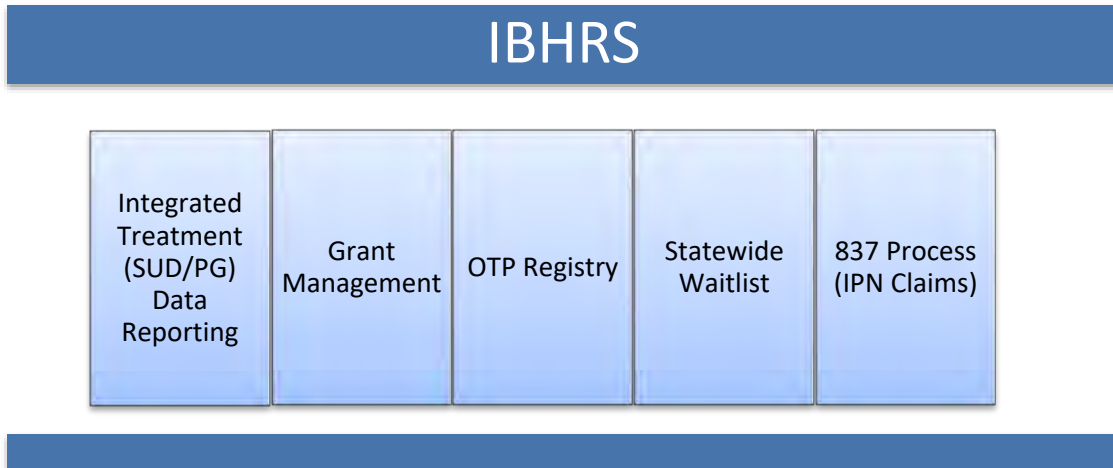 IBHRS
Integrated
Treatment
(SUD/PG)
Data
Reporting
Grant
Management
OTP Registry
Statewide
Waitlist
837 Process
(IPN Claims)